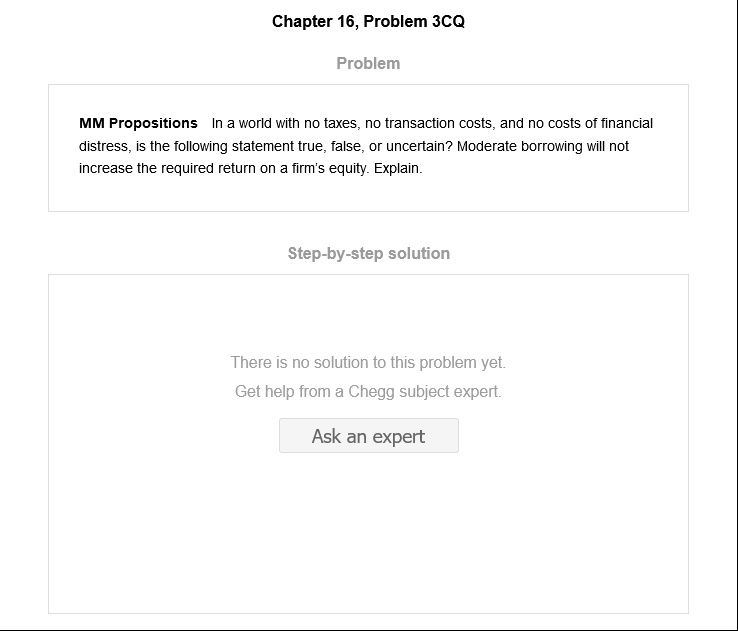 Chapter 16, Problem 3CQ
Problem
MM Propositions In a world with no taxes, no transaction costs, and no costs of financial
distress, is the following statement true, false, or uncertain? Moderate borrowing will not
increase the required return on a firm's equity. Explain.
Step-by-step solution
There is no solution to this problem yet.
Get help from a Chegg subject expert.
Ask an expert